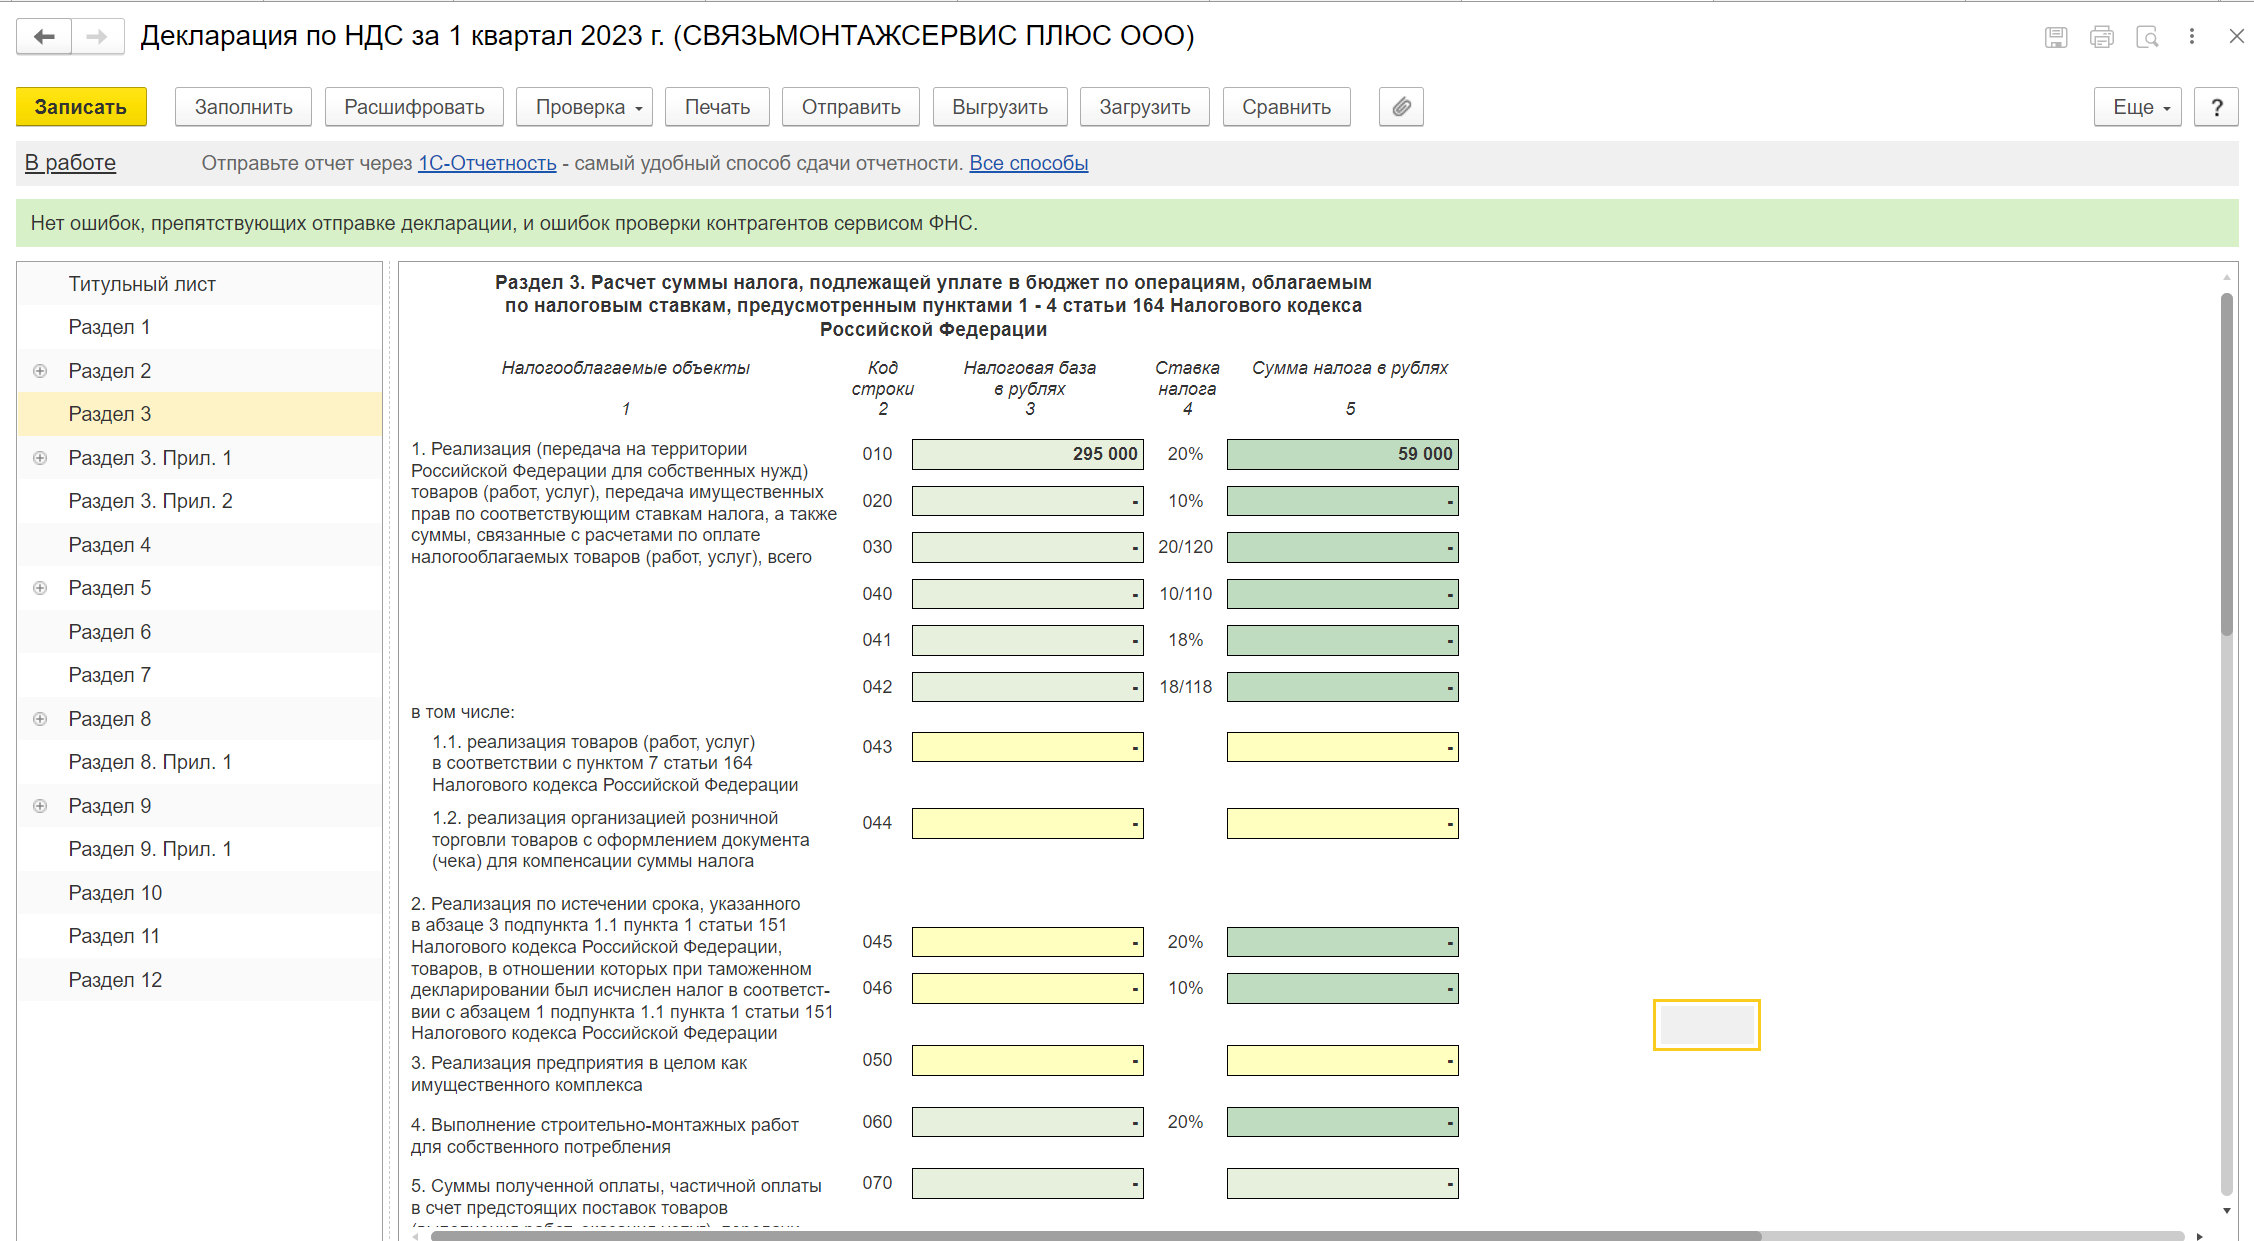 Декларация по НДС за 1 квартал 2023 г. (СВЯЗЬМОНТАЖСЕРВИС ПЛЮС ООО)
Записать Заполнить Расшифровать Проверка Печать Отправить Выгрузить Загрузить Сравнить Еще ?
В работе Отправьте отчет через 1С-Отчетность - самый удобный способ сдачи отчетности. Все способы
Нет ошибок, препятствующих отправке декларации, и ошибок проверки контрагентов сервисом ФНС.
Титульный лист
Раздел 1
Раздел 2
Раздел 3
Раздел 3. Прил. 1
Раздел 3. Прил. 2
Раздел 4
Раздел 5
Раздел 6
Раздел 7
Раздел 8
Раздел 8. Прил. 1
Раздел 9
Раздел 9. Прил. 1
Раздел 10
Раздел 11
Раздел 12
Раздел 3. Расчет суммы налога, подлежащей уплате в бюджет по операциям, облагаемым
по налоговым ставкам, предусмотренным пунктами 1 - 4 статьи 164 Налогового кодекса
Российской Федерации
Налогооблагаемые объекты Код Налоговая база Ставка Сумма налога в рублях
строки в рублях налога
1 2 3 4 5
1. Реализация (передача на территории
Российской Федерации для собственных нужд)
товаров (работ, услуг), передача имущественных
прав по соответствующим ставкам налога, а также
суммы, связанные с расчетами по оплате
налогооблагаемых товаров (работ, услуг), всего
010 295 000 20% 59 000
020 - 10% -
030 - 20/120 -
040 - 10/110 -
041 - 18% -
042 - 18/118 -
в том числе:
1.1. реализация товаров (работ, услуг)
в соответствии с пунктом 7 статьи 164
Налогового кодекса Российской Федерации
043 - -
1.2. реализация организацией розничной
торговли товаров с оформлением документа
(чека) для компенсации суммы налога
044 - -
2. Реализация по истечении срока, указанного
в абзаце 3 подпункта 1.1 пункта 1 статьи 151
Налогового кодекса Российской Федерации,
товаров, в отношении которых при таможенном
декларировании был исчислен налог в соответст-
вии с абзацем 1 подпункта 1.1 пункта 1 статьи 151
Налогового кодекса Российской Федерации
045 - 20% -
046 - 10% -
3. Реализация предприятия в целом как
имущественного комплекса
050 - -
4. Выполнение строительно-монтажных работ
для собственного потребления
060 - 20% -
5. Суммы полученной оплаты, частичной оплаты
в счет предстоящих поставок товаров
070 - -